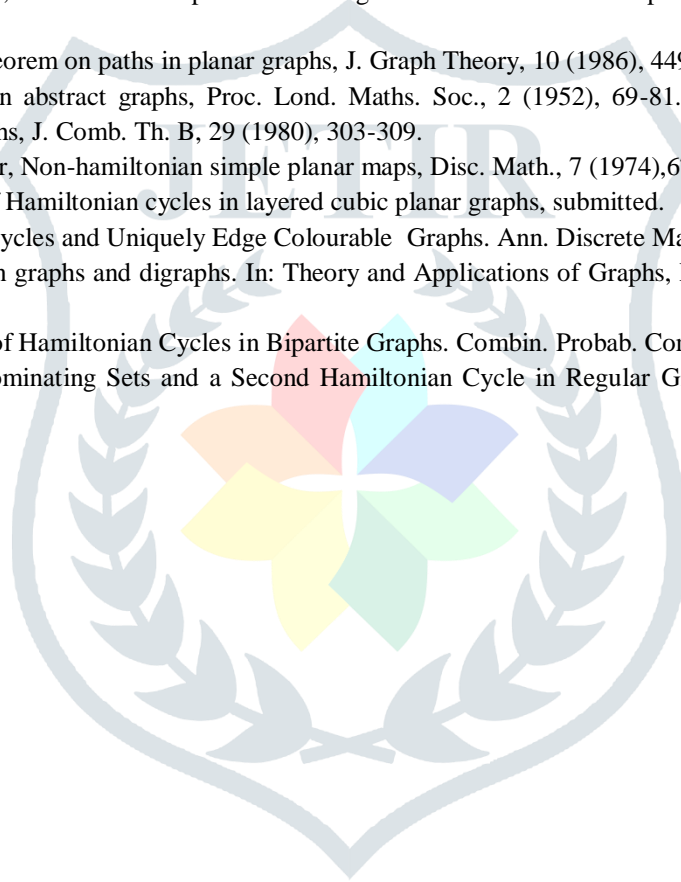 eorem on paths in planar graphs, J. Graph Theory, 10 (1986), 449
n abstract graphs, Proc. Lond. Maths. Soc., 2 (1952), 69-81.
ns, J. Comb. Th. B, 29 (1980), 303-309.
r, Non-hamiltonian simple planar maps, Disc. Math., 7 (1974),6
f Hamiltonian cycles in layered cubic planar graphs, submitted.
ycles and Uniquely Edge Colourable Graphs. Ann. Discrete Ma
n graphs and digraphs. In: Theory and Applications of Graphs,
of Hamiltonian Cycles in Bipartite Graphs. Combin. Probab. Con
ominating Sets and a Second Hamiltonian Cycle in Regular G
JETIR